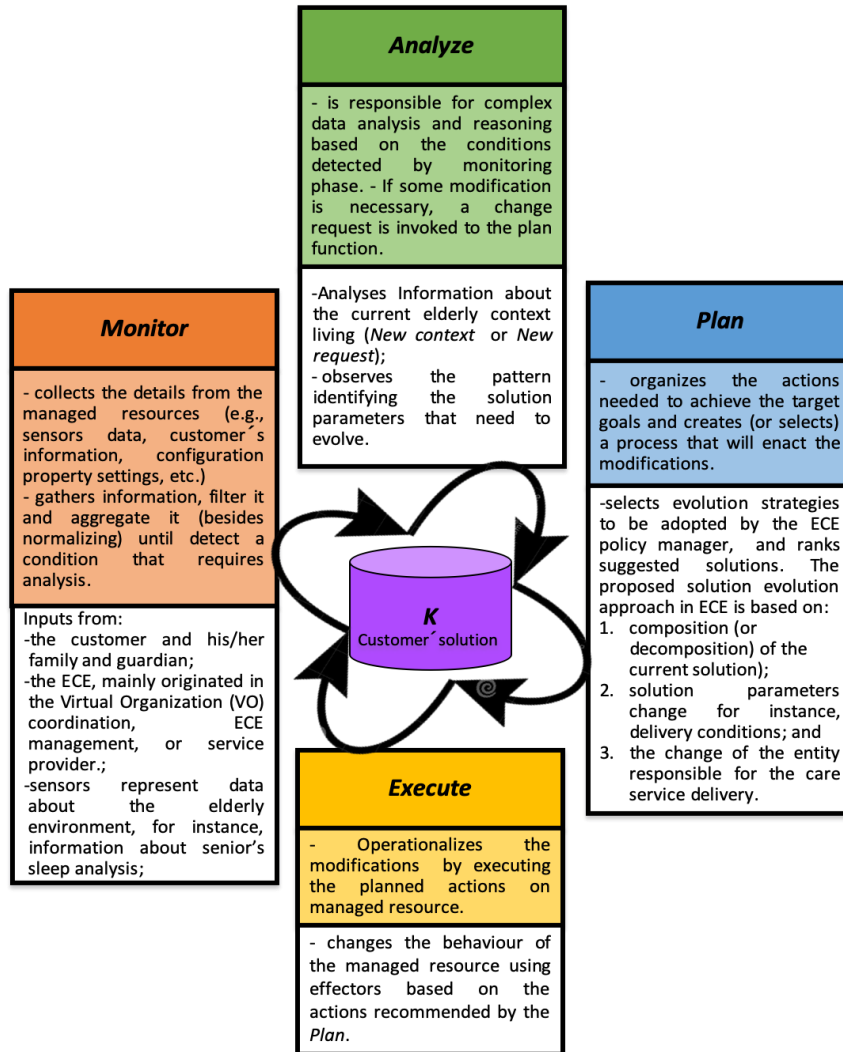 Analyze
- is responsible for complex
data analysis and reasoning
based on the conditions
detected by monitoring
phase. - If some modification
is necessary, a change
request is invoked to the plan
function.
-Analyses Information about
the current elderly context
living (New context or New
request);
- observes the pattern
identifying the solution
parameters that need to
evolve.
Monitor
- collects the details from the
managed resources (e.g.,
sensors data, customer´s
information, configuration
property settings, etc.)
- gathers information, filter it
and aggregate it (besides
normalizing) until detect a
condition that requires
analysis.
Inputs from:
-the customer and his/her
family and guardian;
-the ECE, mainly originated in
the Virtual Organization (VO)
coordination, ECE
management, or service
provider.;
-sensors represent data
about the elderly
environment, for instance,
information about senior’s
sleep analysis;
K
Customer´solution
Plan
- organizes the actions
needed to achieve the target
goals and creates (or selects)
a process that will enact the
modifications.
-selects evolution strategies
to be adopted by the ECE
policy manager, and ranks
suggested solutions. The
proposed solution evolution
approach in ECE is based on:
1. composition (or
decomposition) of the
current solution);
2. solution parameters
change for instance,
delivery conditions; and
3. the change of the entity
responsible for the care
service delivery.
Execute
- Operationalizes the
modifications by executing
the planned actions on
managed resource.
- changes the behaviour of
the managed resource using
effectors based on the
actions recommended by the
Plan.